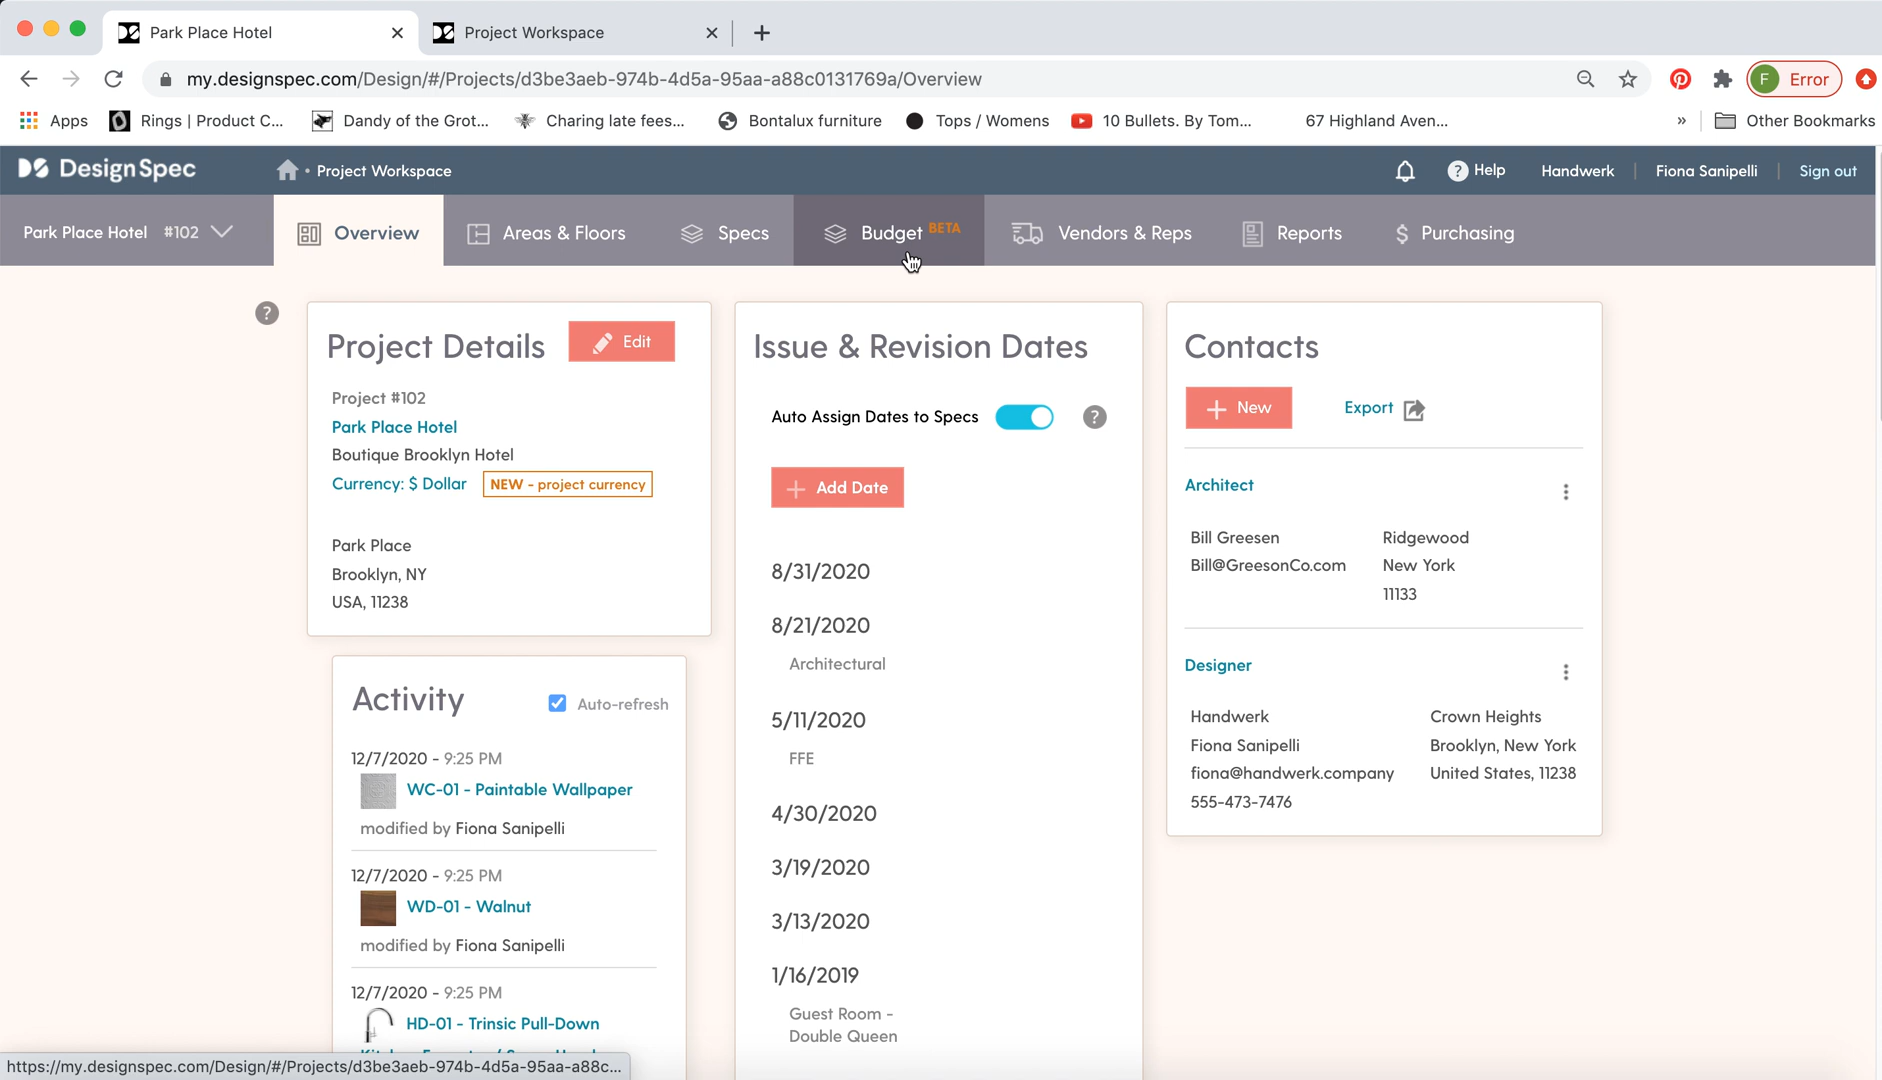 Park Place Hotel
Project Workspace
my.designspec.com/Design/#/Projects/d3be3aeb-974b-4d5a-95aa-a88c0131769a/Overview
F Error
Apps
Rings | Product C...
Dandy of the Grot...
Charing late fees...
Bontalux furniture
Tops / Womens
10 Bullets. By Tom...
67 Highland Aven...
»
Other Bookmarks
DesignSpec
• Project Workspace
? Help
Handwerk
Fiona Sanipelli
Sign out
Park Place Hotel #102
Overview
Areas & Floors
Specs
Budget BETA
Vendors & Reps
Reports
$ Purchasing
?
Project Details
Edit
Project #102
Park Place Hotel
Boutique Brooklyn Hotel
Currency: $ Dollar
NEW - project currency
Park Place
Brooklyn, NY
USA, 11238
Activity
Auto-refresh
12/7/2020 - 9:25 PM
WC-01 - Paintable Wallpaper
modified by Fiona Sanipelli
12/7/2020 - 9:25 PM
WD-01 - Walnut
modified by Fiona Sanipelli
12/7/2020 - 9:25 PM
HD-01 - Trinsic Pull-Down
Issue & Revision Dates
Auto Assign Dates to Specs
?
+ Add Date
8/31/2020
8/21/2020
Architectural
5/11/2020
FFE
4/30/2020
3/19/2020
3/13/2020
1/16/2019
Guest Room -
Double Queen
Contacts
+ New
Export
Architect
Bill Greesen
Bill@GreesonCo.com
Ridgewood
New York
11133
Designer
Handwerk
Fiona Sanipelli
fiona@handwerk.company
555-473-7476
Crown Heights
Brooklyn, New York
United States, 11238
https://my.designspec.com/Design/#/Projects/d3be3aeb-974b-4d5a-95aa-a88c...